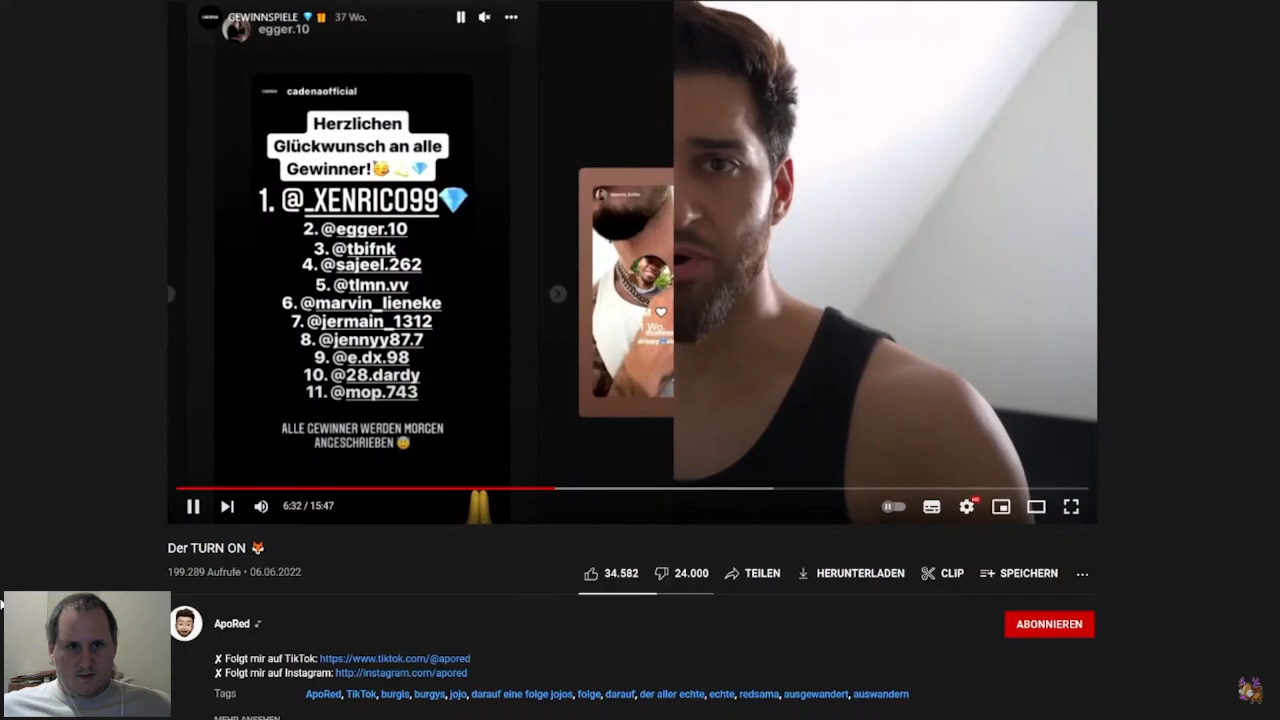 GEWINNSPIELE 💎 🎁 37 Wo.
egger.10
cadenaofficial
Herzlichen
Glückwunsch an alle
Gewinner!🥳 💫 💎
1. @_XENRICO99💎
2. @egger.10
3. @tbifnk
4. @sajeel.262
5. @tlmn.vv
6. @marvin_lieneke
7. @jermain_1312
8. @jennyy87.7
9. @e.dx.98
10. @28.dardy
11. @mop.743
ALLE GEWINNER WERDEN MORGEN
ANGESCHRIEBEN 😇
Wo.
6:32 / 15:47
HD
Der TURN ON 🦊
199.289 Aufrufe • 06.06.2022
34.582
24.000
TEILEN
HERUNTERLADEN
CLIP
SPEICHERN
ApoRed
ABONNIEREN
✗ Folgt mir auf TikTok: https://www.tiktok.com/@apored
✗ Folgt mir auf Instagram: http://instagram.com/apored
Tags ApoRed, TikTok, burgis, burgys, jojo, darauf eine folge jojos, folge, darauf, der aller echte, echte, redsama, ausgewandert, auswandern
MEHR ANSEHEN